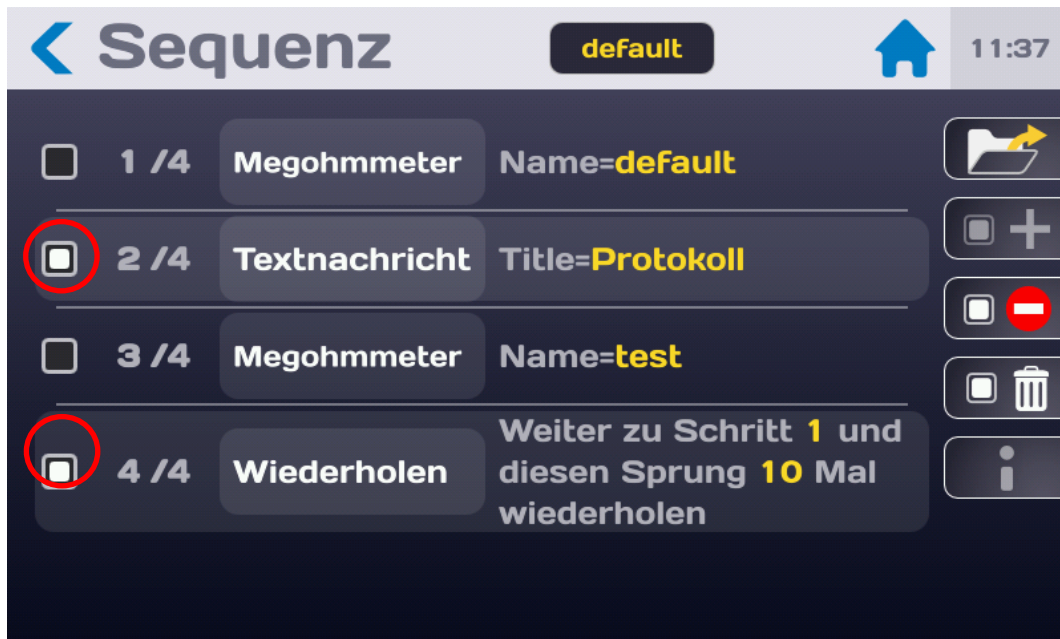 Sequenz default 11:37
1 /4 Megohmmeter Name=default
2 /4 Textnachricht Title=Protokoll
3 /4 Megohmmeter Name=test
4 /4 Wiederholen Weiter zu Schritt 1 und
diesen Sprung 10 Mal
wiederholen